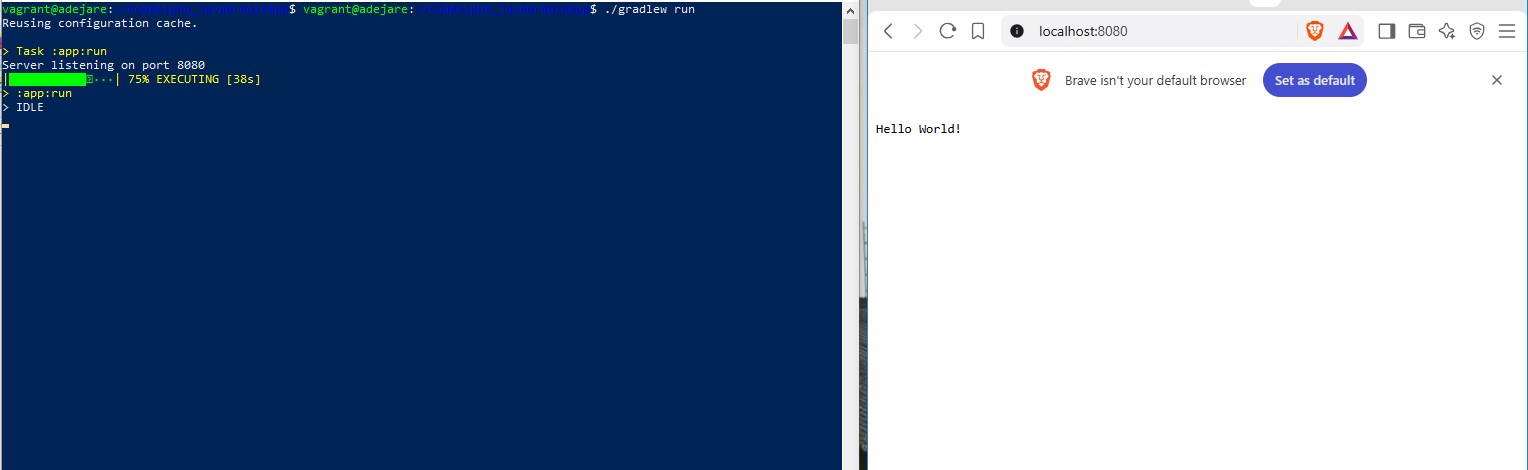 vagrant@adejare: $ vagrant@adejare: $ ./gradlew run
Reusing configuration cache.
> Task :app:run
Server listening on port 8080
| ···| 75% EXECUTING [38s]
> :app:run
> IDLE
localhost:8080
Brave isn't your default browser
Set as default
Hello World!